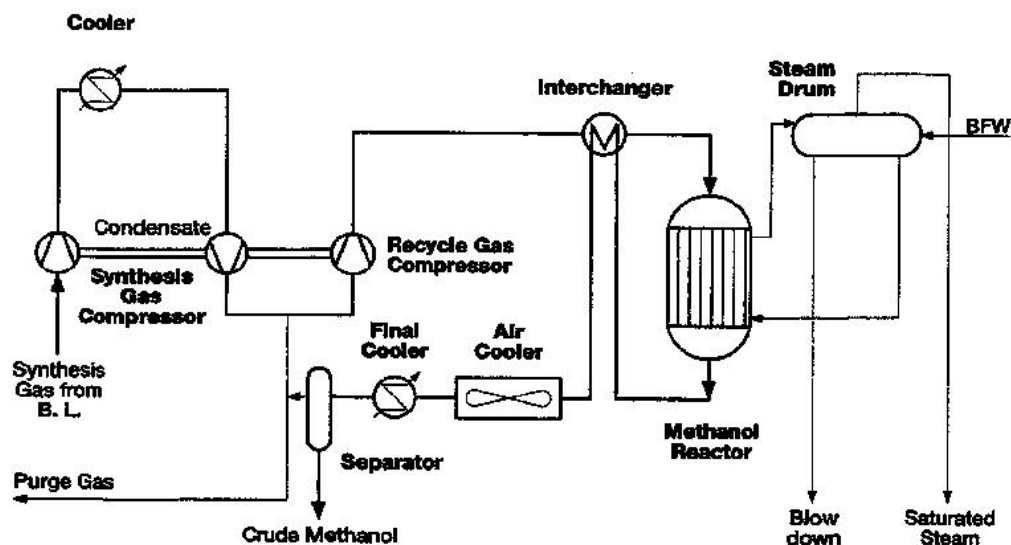 Cooler
Steam
Drum
Interchanger
BFW
Condensate
Recycle Gas
Compressor
Synthesis
Gas
Compressor
Final
Cooler
Air
Cooler
Synthesis
Gas from
B. L.
Methanol
Reactor
Separator
Purge Gas
Crude Methanol
Blow
down
Saturated
Steam